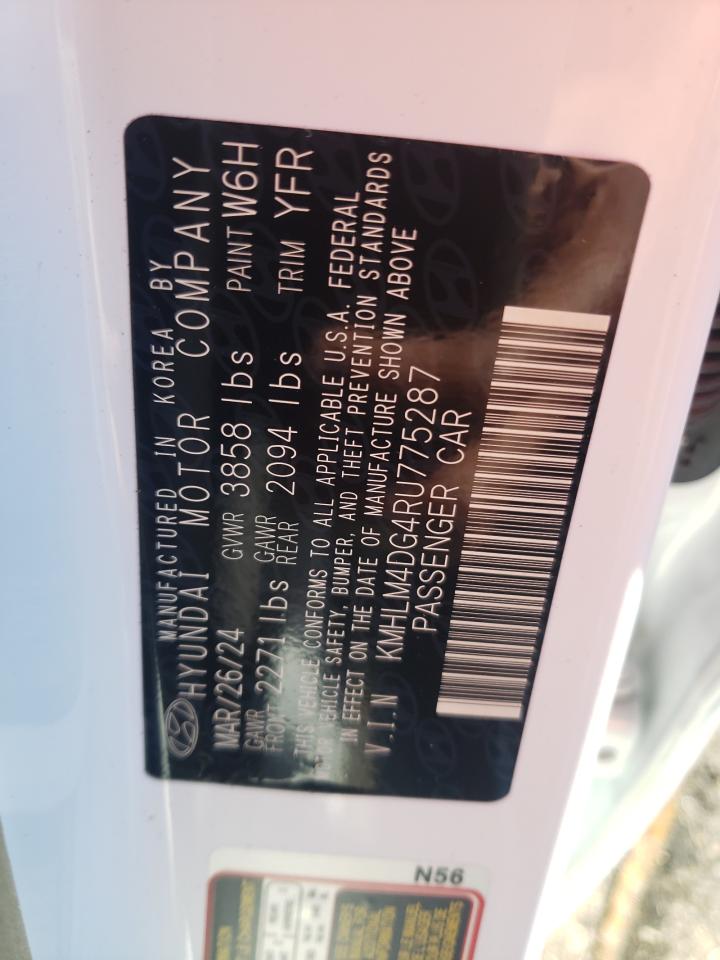 MANUFACTURED IN KOREA BY
HYUNDAI MOTOR COMPANY
MAR/26/24 GVWR 3858 lbs PAINT W6H
GAWR FRONT 2271 lbs GAWR REAR 2094 lbs TRIM YFR
THIS VEHICLE CONFORMS TO ALL APPLICABLE U.S.A. FEDERAL
VEHICLE SAFETY, BUMPER, AND THEFT PREVENTION STANDARDS
IN EFFECT ON THE DATE OF MANUFACTURE SHOWN ABOVE
V.I.N KMHLM4DG4RU775287
PASSENGER CAR
N56